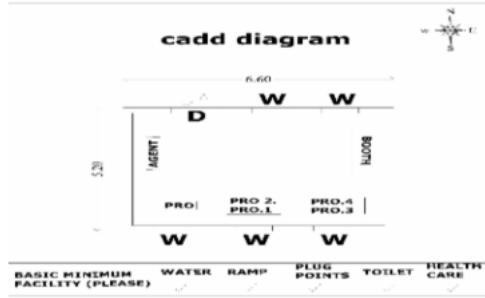 cadd diagram
N
W E
S
6.60
W W
D
5.20
AGENT
BOOTH
PRO
PRO 2.
PRO.1
PRO.4
PRO.3
W W W
BASIC MINIMUM
FACILITY (PLEASE)
WATER
RAMP
PLUG
POINTS
TOILET
HEALTH
CARE